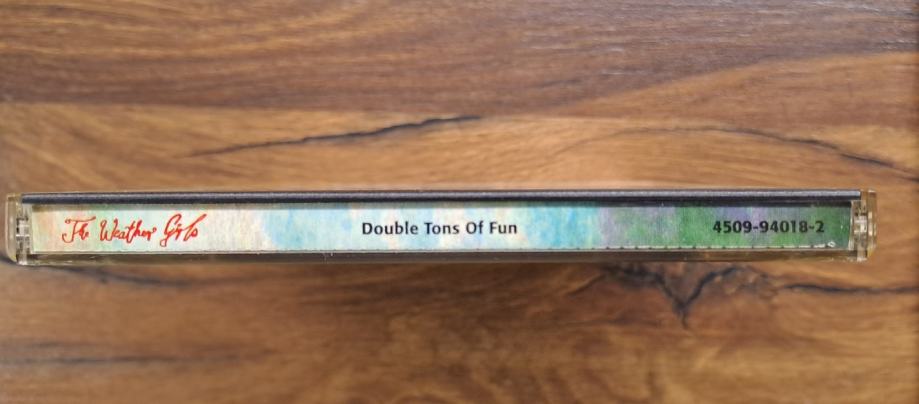 The Weather Girls
Double Tons Of Fun
4509-94018-2